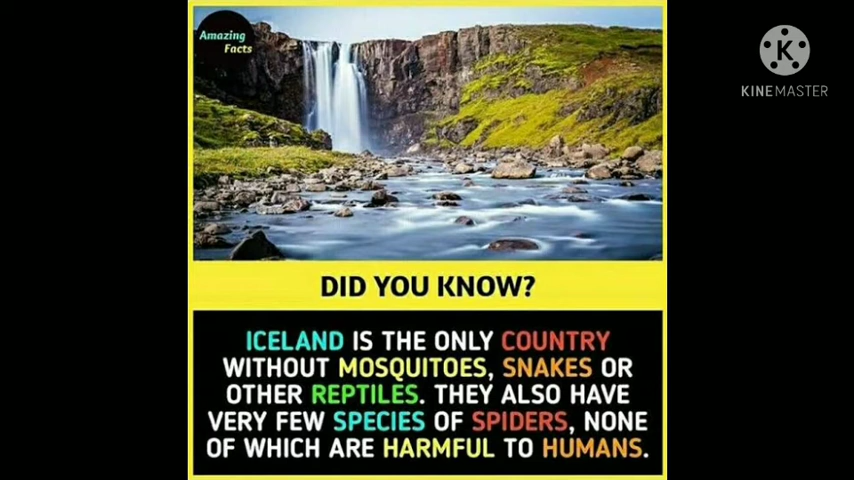 Amazing
Facts
K
KINEMASTER
DID YOU KNOW?
ICELAND IS THE ONLY COUNTRY
WITHOUT MOSQUITOES, SNAKES OR
OTHER REPTILES. THEY ALSO HAVE
VERY FEW SPECIES OF SPIDERS, NONE
OF WHICH ARE HARMFUL TO HUMANS.